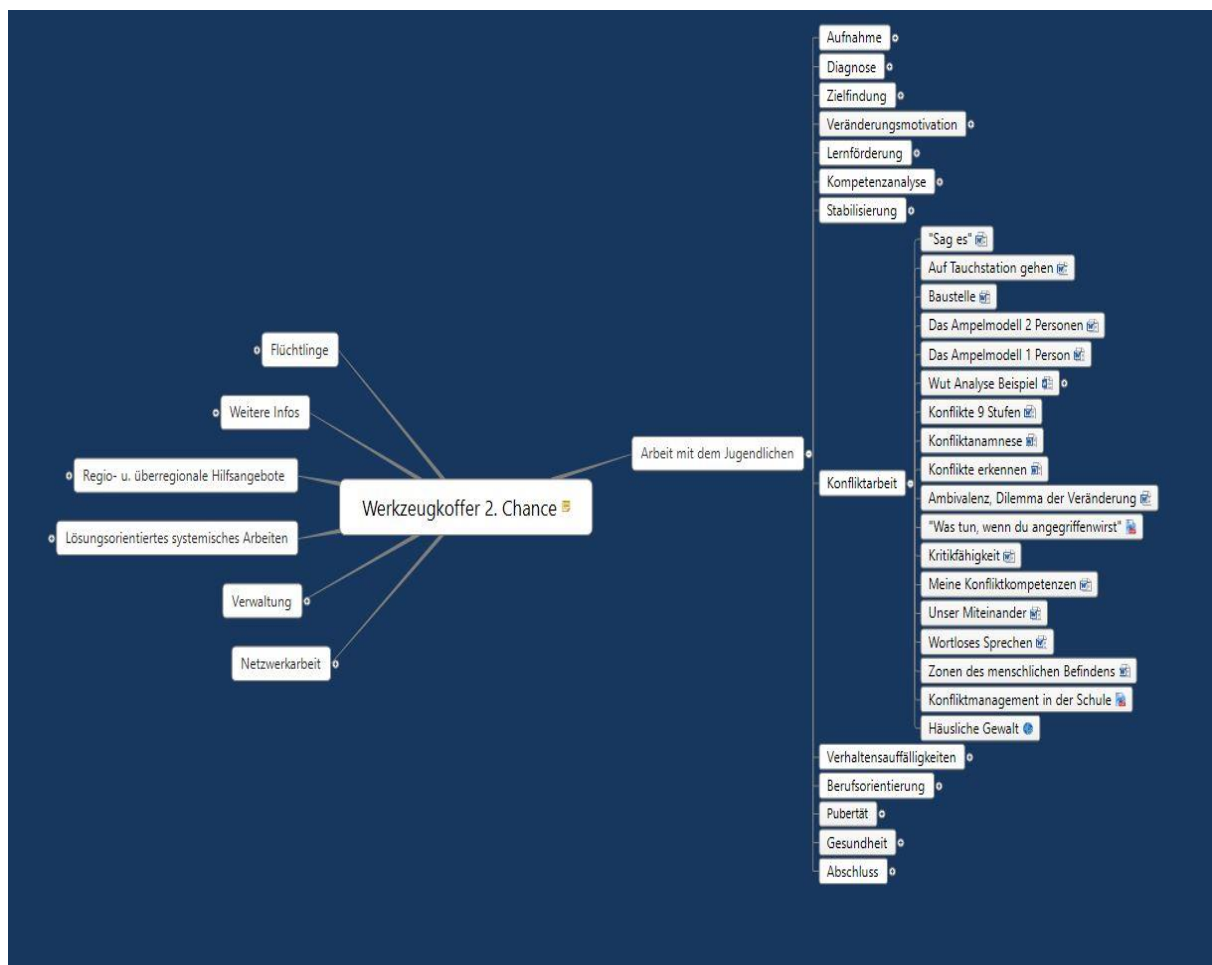 Aufnahme
Diagnose
Zielfindung
Veränderungsmotivation
Lernförderung
Kompetenzanalyse
Stabilisierung
"Sag es"
Auf Tauchstation gehen
Baustelle
Das Ampelmodell 2 Personen
Das Ampelmodell 1 Person
Wut Analyse Beispiel
Konflikte 9 Stufen
Konfliktanamnese
Konflikte erkennen
Ambivalenz, Dilemma der Veränderung
"Was tun, wenn du angegriffenwirst"
Kritikfähigkeit
Meine Konfliktkompetenzen
Unser Miteinander
Wortloses Sprechen
Zonen des menschlichen Befindens
Konfliktmanagement in der Schule
Häusliche Gewalt
Konfliktarbeit
Verhaltensauffälligkeiten
Berufsorientierung
Pubertät
Gesundheit
Abschluss
Arbeit mit dem Jugendlichen
Werkzeugkoffer 2. Chance
Flüchtlinge
Weitere Infos
Regio- u. überregionale Hilfsangebote
Lösungsorientiertes systemisches Arbeiten
Verwaltung
Netzwerkarbeit